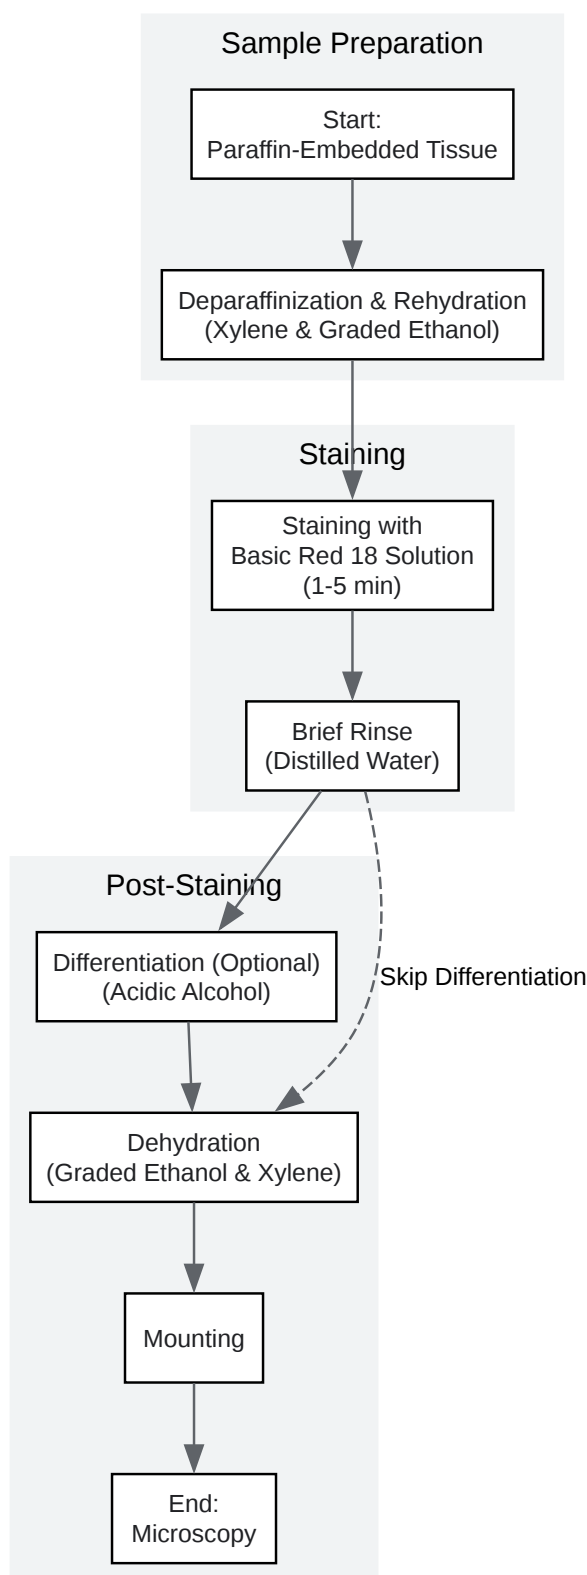 Sample Preparation
Start:
Paraffin-Embedded Tissue
Deparaffinization & Rehydration
(Xylene & Graded Ethanol)
Staining
Staining with
Basic Red 18 Solution
(1-5 min)
Brief Rinse
(Distilled Water)
Post-Staining
Differentiation (Optional)
(Acidic Alcohol)
Skip Differentiation
Dehydration
(Graded Ethanol & Xylene)
Mounting
End:
Microscopy